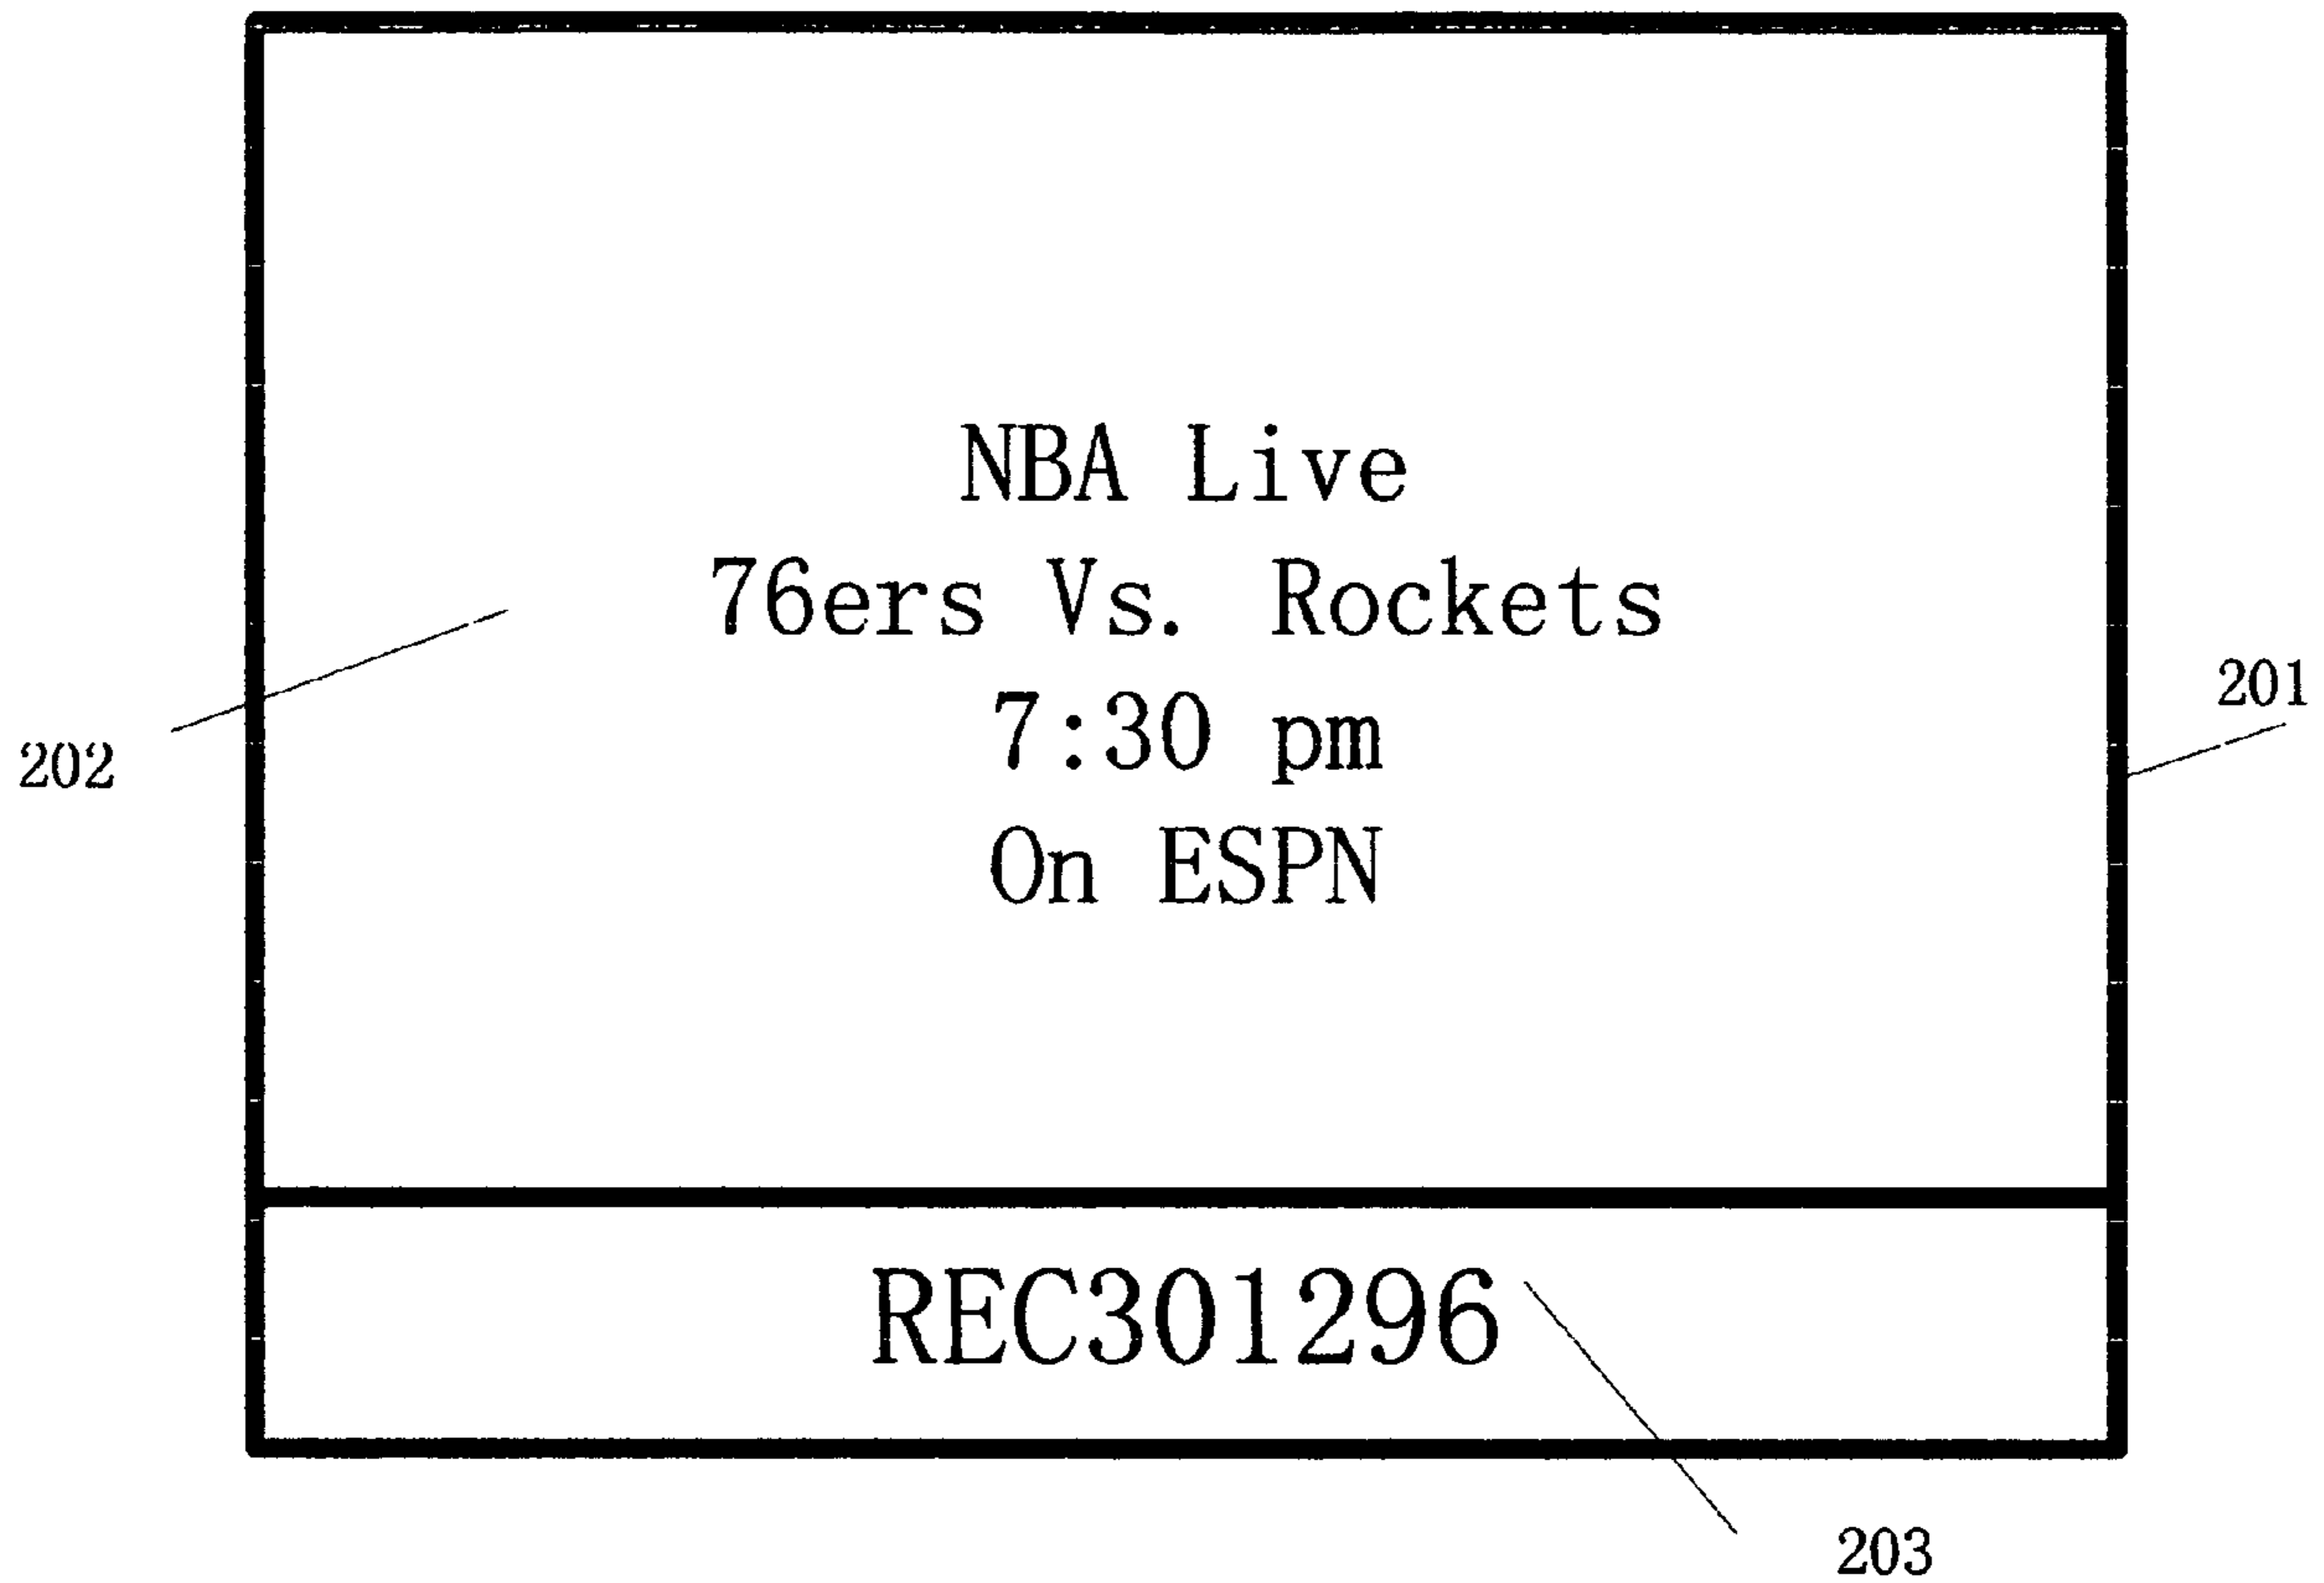 NBA Live
76ers Vs. Rockets
7:30 pm
On ESPN
201
202
REC301296
203